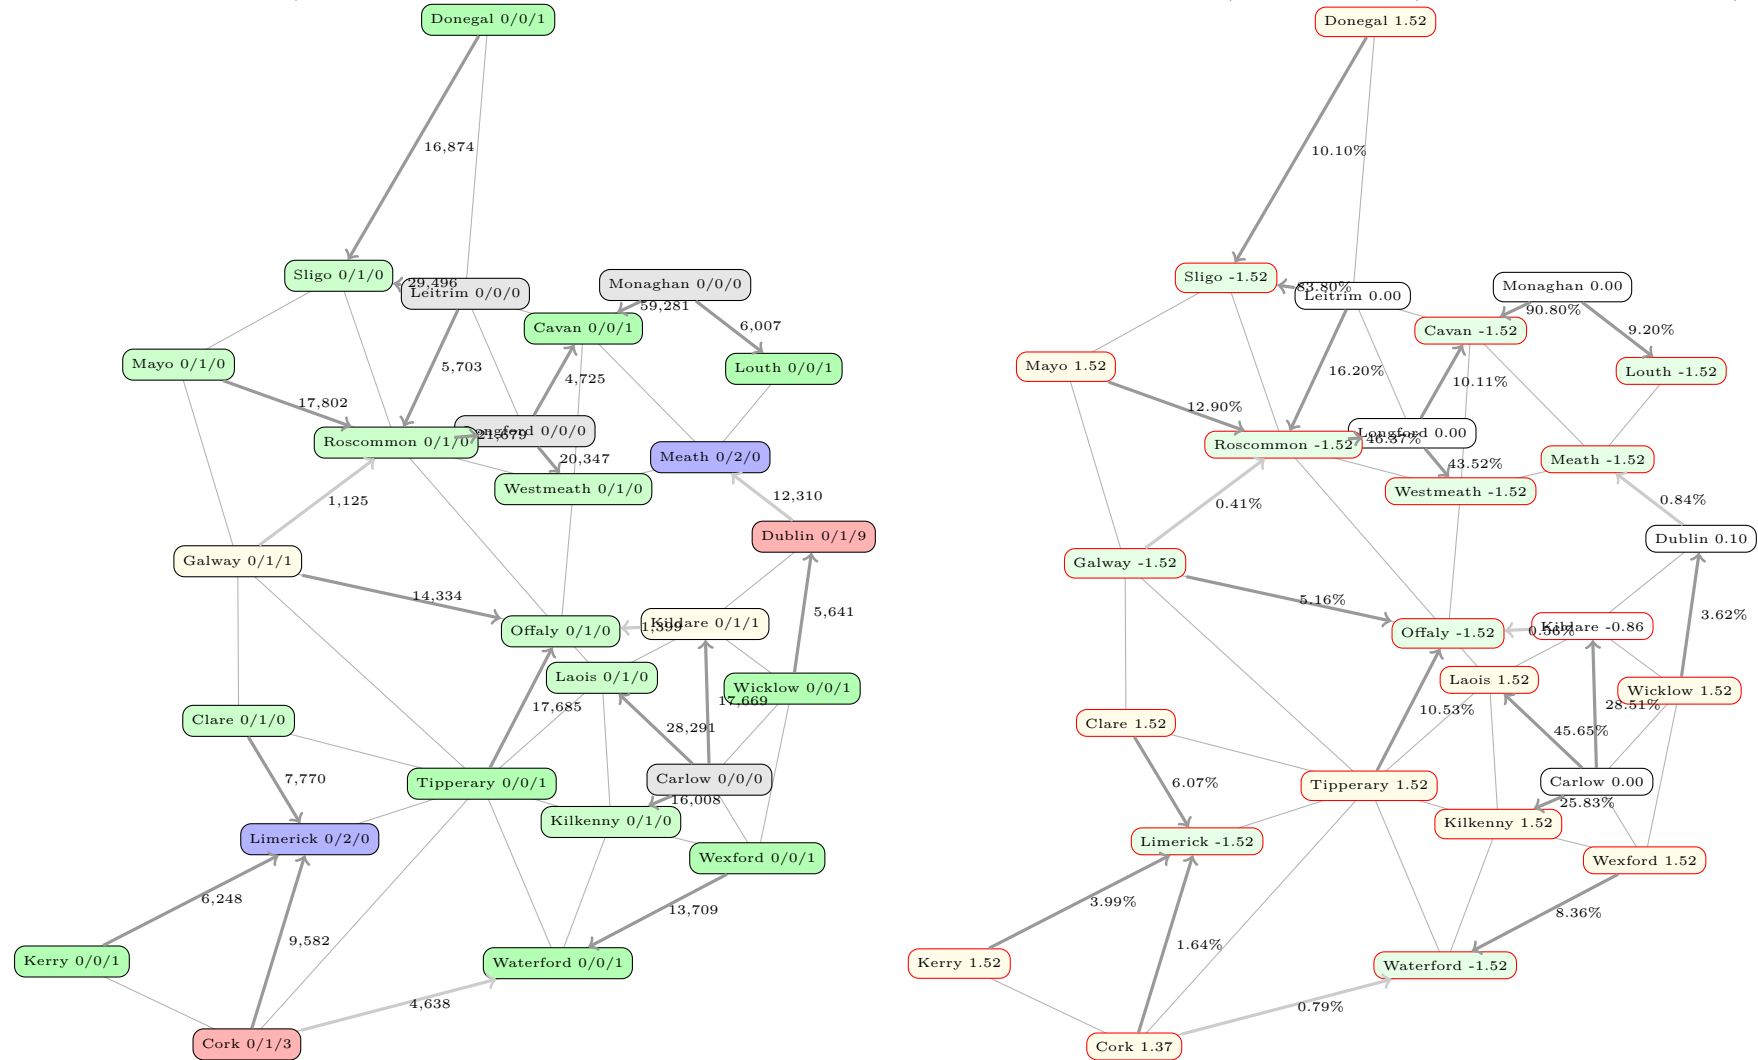 Donegal 0/0/1
16,874
Sligo 0/1/0
29,496
Leitrim 0/0/0
Monaghan 0/0/0
59,281
Cavan 0/0/1
6,007
Mayo 0/1/0
5,703
4,725
Louth 0/0/1
17,802
Roscommon 0/1/0
Longford 0/0/0
21,679
20,347
Meath 0/2/0
Westmeath 0/1/0
1,125
12,310
Dublin 0/1/9
Galway 0/1/1
14,334
5,641
Offaly 0/1/0
1,399
Kildare 0/1/1
Laois 0/1/0
Wicklow 0/0/1
17,685
17,669
Clare 0/1/0
28,291
7,770
Tipperary 0/0/1
Carlow 0/0/0
16,008
Kilkenny 0/1/0
Limerick 0/2/0
Wexford 0/0/1
6,248
13,709
9,582
Kerry 0/0/1
Waterford 0/0/1
4,638
Cork 0/1/3
Donegal 1.52
10.10%
Sligo -1.52
83.80%
Leitrim 0.00
Monaghan 0.00
90.80%
Cavan -1.52
9.20%
Mayo 1.52
16.20%
10.11%
Louth -1.52
12.90%
Roscommon -1.52
Longford 0.00
46.37%
43.52%
Meath -1.52
Westmeath -1.52
0.41%
0.84%
Dublin 0.10
Galway -1.52
5.16%
3.62%
Offaly -1.52
0.56%
Kildare -0.86
Laois 1.52
Wicklow 1.52
10.53%
28.51%
Clare 1.52
45.65%
6.07%
Tipperary 1.52
Carlow 0.00
25.83%
Kilkenny 1.52
Limerick -1.52
Wexford 1.52
3.99%
8.36%
1.64%
Kerry 1.52
Waterford -1.52
0.79%
Cork 1.37